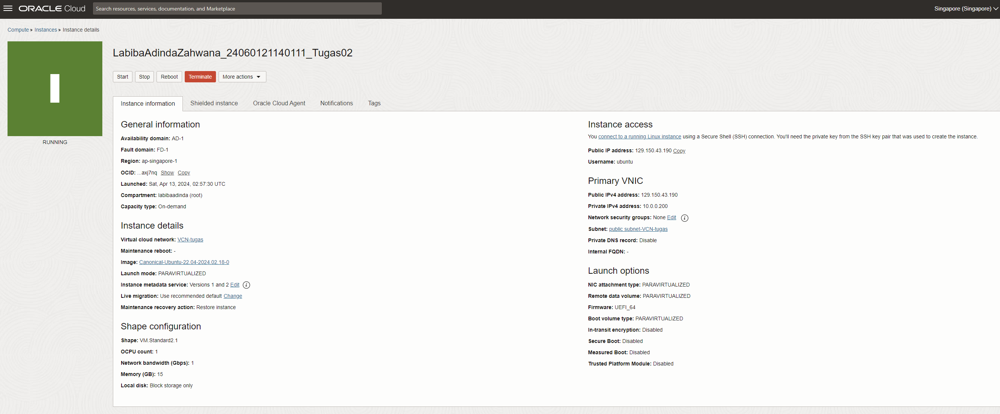 ORACLE Cloud
Search resources, services, documentation, and Marketplace
Singapore (Singapore)
Compute » Instances » Instance details
RUNNING
LabibaAdindaZahwana_24060121140111_Tugas02
Start Stop Reboot Terminate More actions
Instance information Shielded instance Oracle Cloud Agent Notifications Tags
General information
Availability domain: AD-1
Fault domain: FD-1
Region: ap-singapore-1
OCID: ...axj7nq Show Copy
Launched: Sat, Apr 13, 2024, 02:57:30 UTC
Compartment: labibaadinda (root)
Capacity type: On-demand
Instance details
Virtual cloud network: VCN-tugas
Maintenance reboot: -
Image: Canonical-Ubuntu-22.04-2024.02.18-0
Launch mode: PARAVIRTUALIZED
Instance metadata service: Versions 1 and 2 Edit i
Live migration: Use recommended default Change
Maintenance recovery action: Restore instance
Shape configuration
Shape: VM.Standard2.1
OCPU count: 1
Network bandwidth (Gbps): 1
Memory (GB): 15
Local disk: Block storage only
Instance access
You connect to a running Linux instance using a Secure Shell (SSH) connection. You'll need the private key from the SSH key pair that was used to create the instance.
Public IP address: 129.150.43.190 Copy
Username: ubuntu
Primary VNIC
Public IPv4 address: 129.150.43.190
Private IPv4 address: 10.0.0.200
Network security groups: None Edit i
Subnet: public subnet-VCN-tugas
Private DNS record: Disable
Internal FQDN: -
Launch options
NIC attachment type: PARAVIRTUALIZED
Remote data volume: PARAVIRTUALIZED
Firmware: UEFI_64
Boot volume type: PARAVIRTUALIZED
In-transit encryption: Disabled
Secure Boot: Disabled
Measured Boot: Disabled
Trusted Platform Module: Disabled